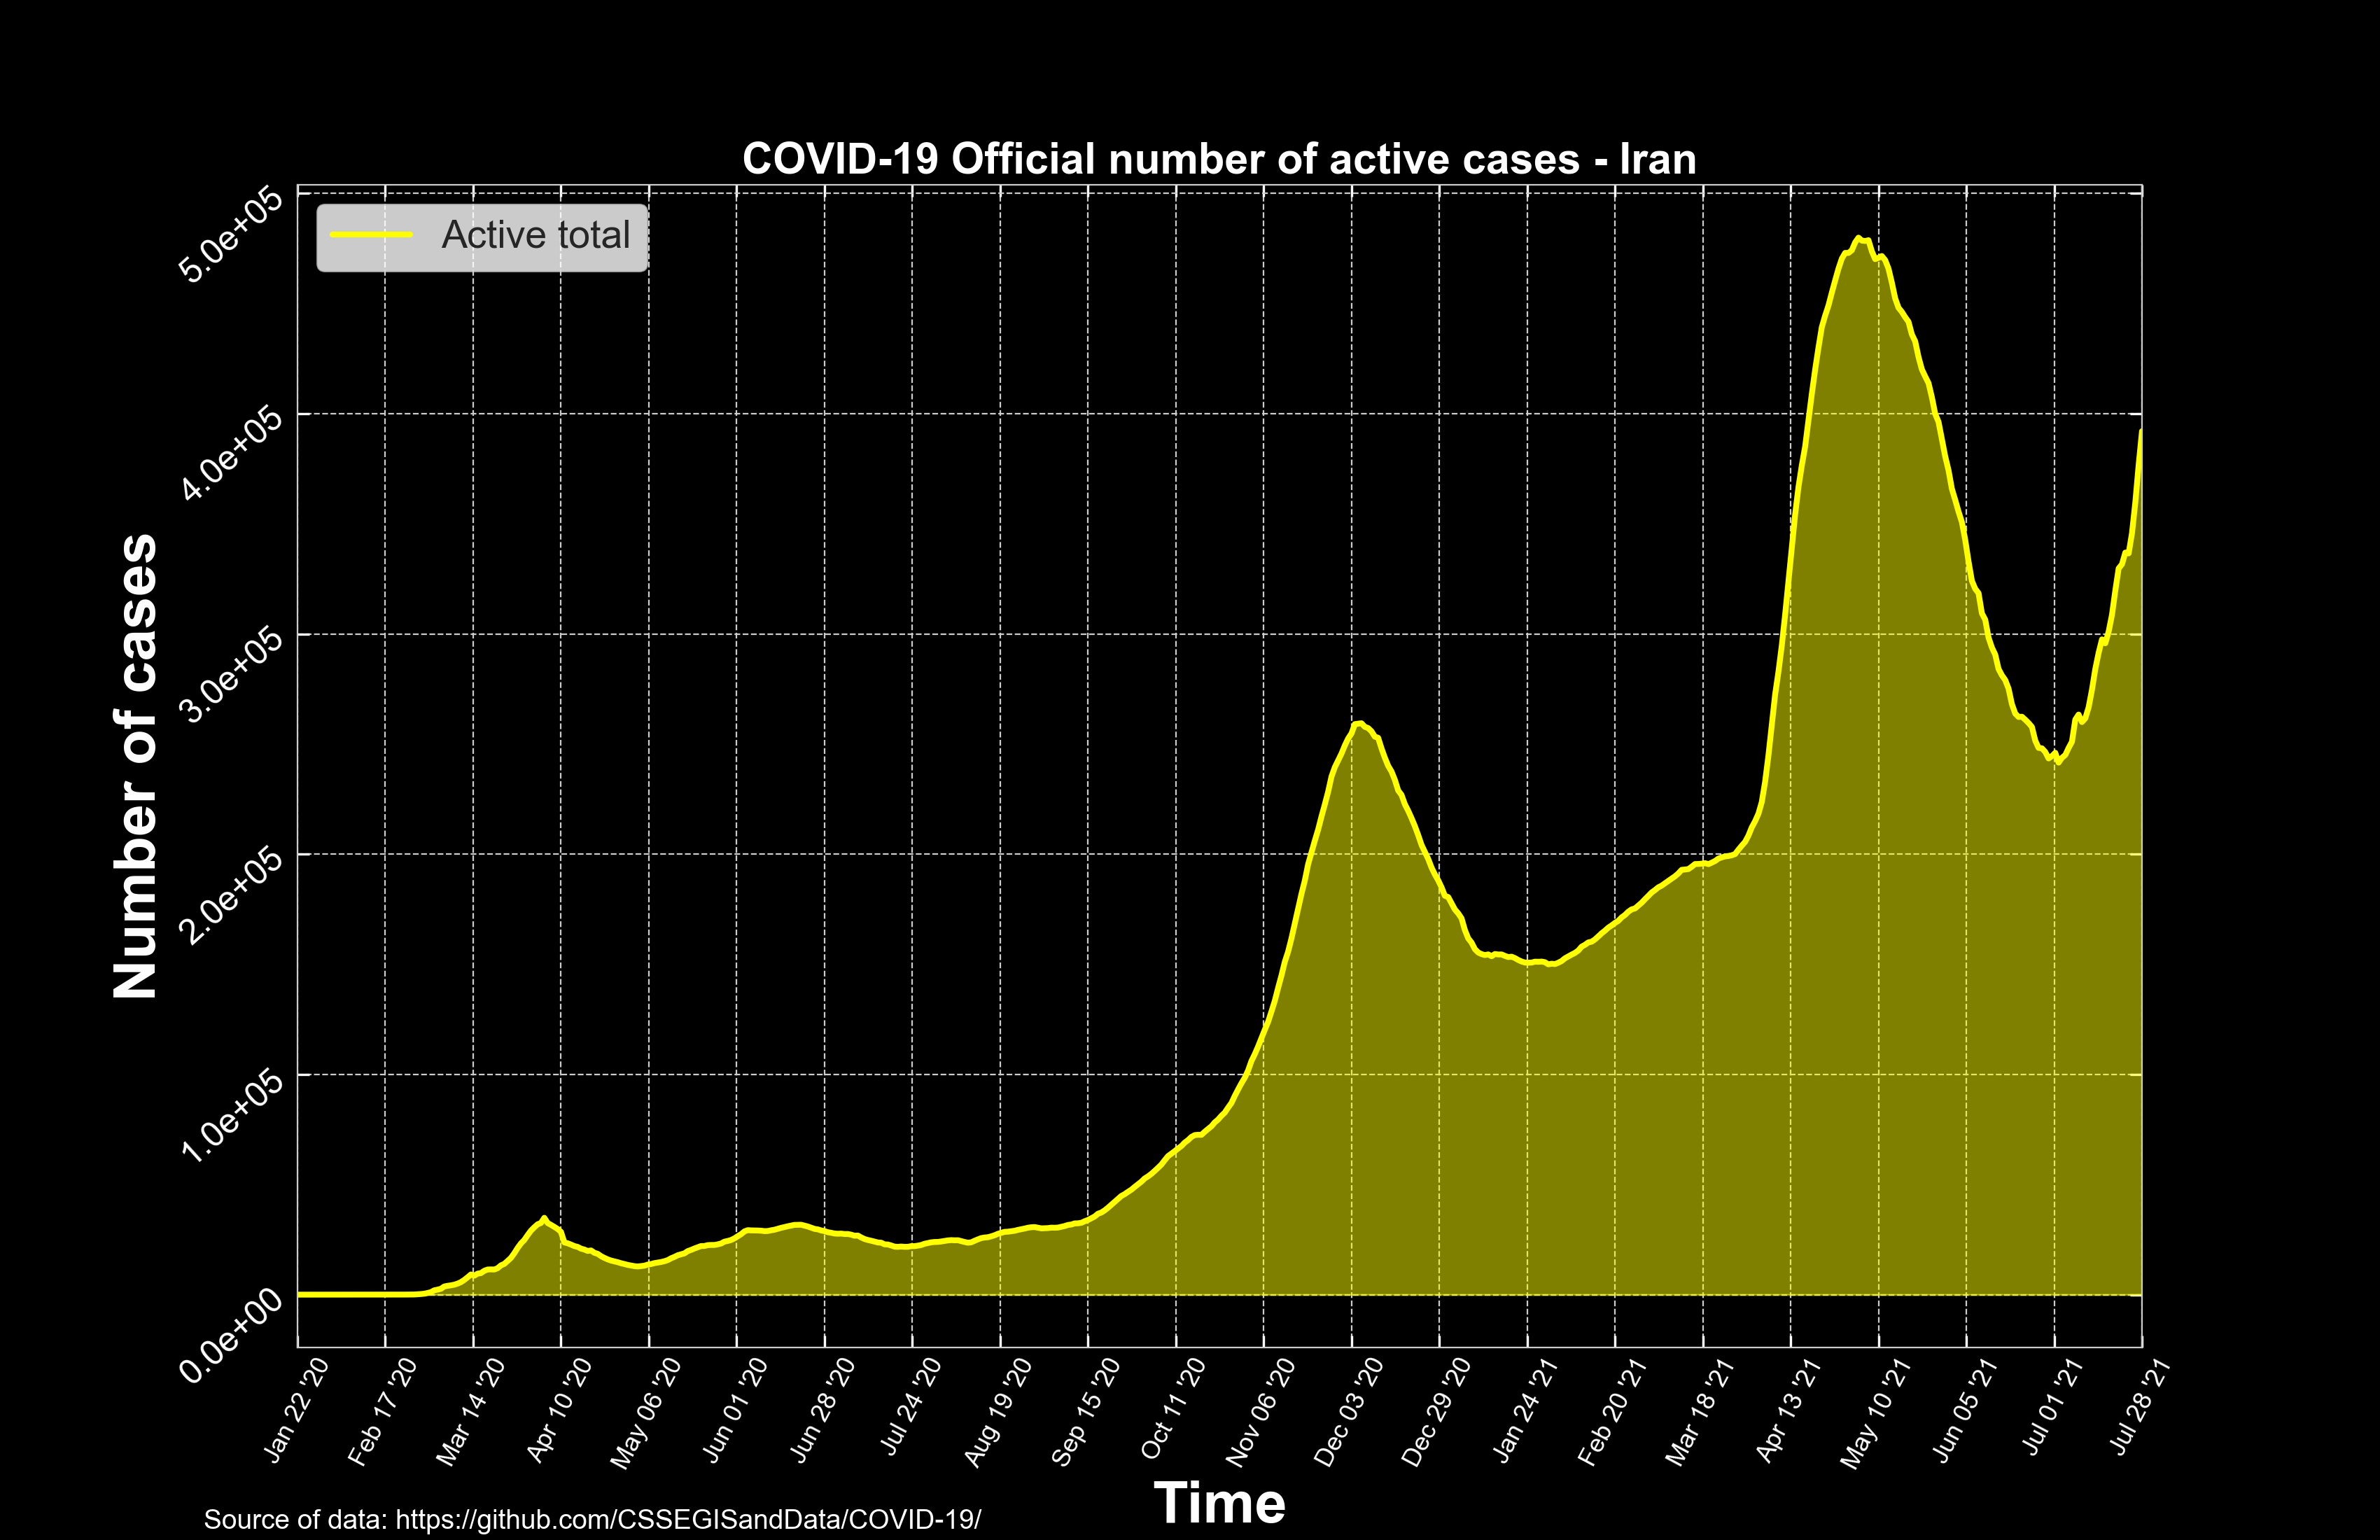 COVID-19 Official number of active cases - Iran
Active total
Number of cases
5.0e+05
4.0e+05
3.0e+05
2.0e+05
1.0e+05
0.0e+00
Jan 22 '20
Feb 17 '20
Mar 14 '20
Apr 10 '20
May 06 '20
Jun 01 '20
Jun 28 '20
Jul 24 '20
Aug 19 '20
Sep 15 '20
Oct 11 '20
Nov 06 '20
Dec 03 '20
Dec 29 '20
Jan 24 '21
Feb 20 '21
Mar 18 '21
Apr 13 '21
May 10 '21
Jun 05 '21
Jul 01 '21
Jul 28 '21
Time
Source of data: https://github.com/CSSEGISandData/COVID-19/